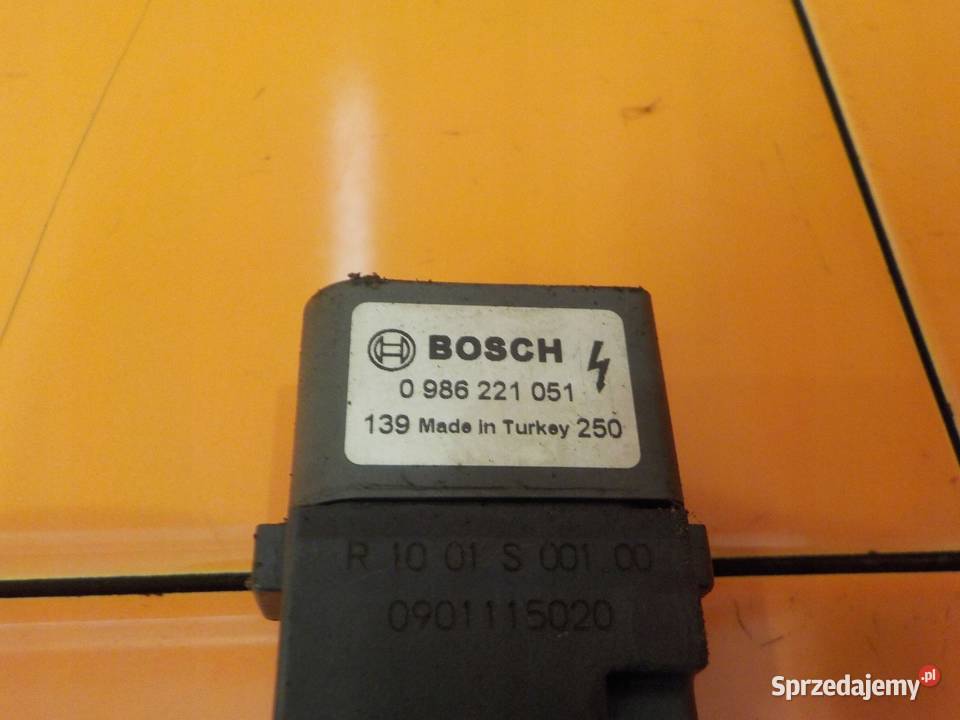 BOSCH
0 986 221 051
139 Made in Turkey 250
R 10 01 S 001.00
0901115020
Sprzedajemy.pl